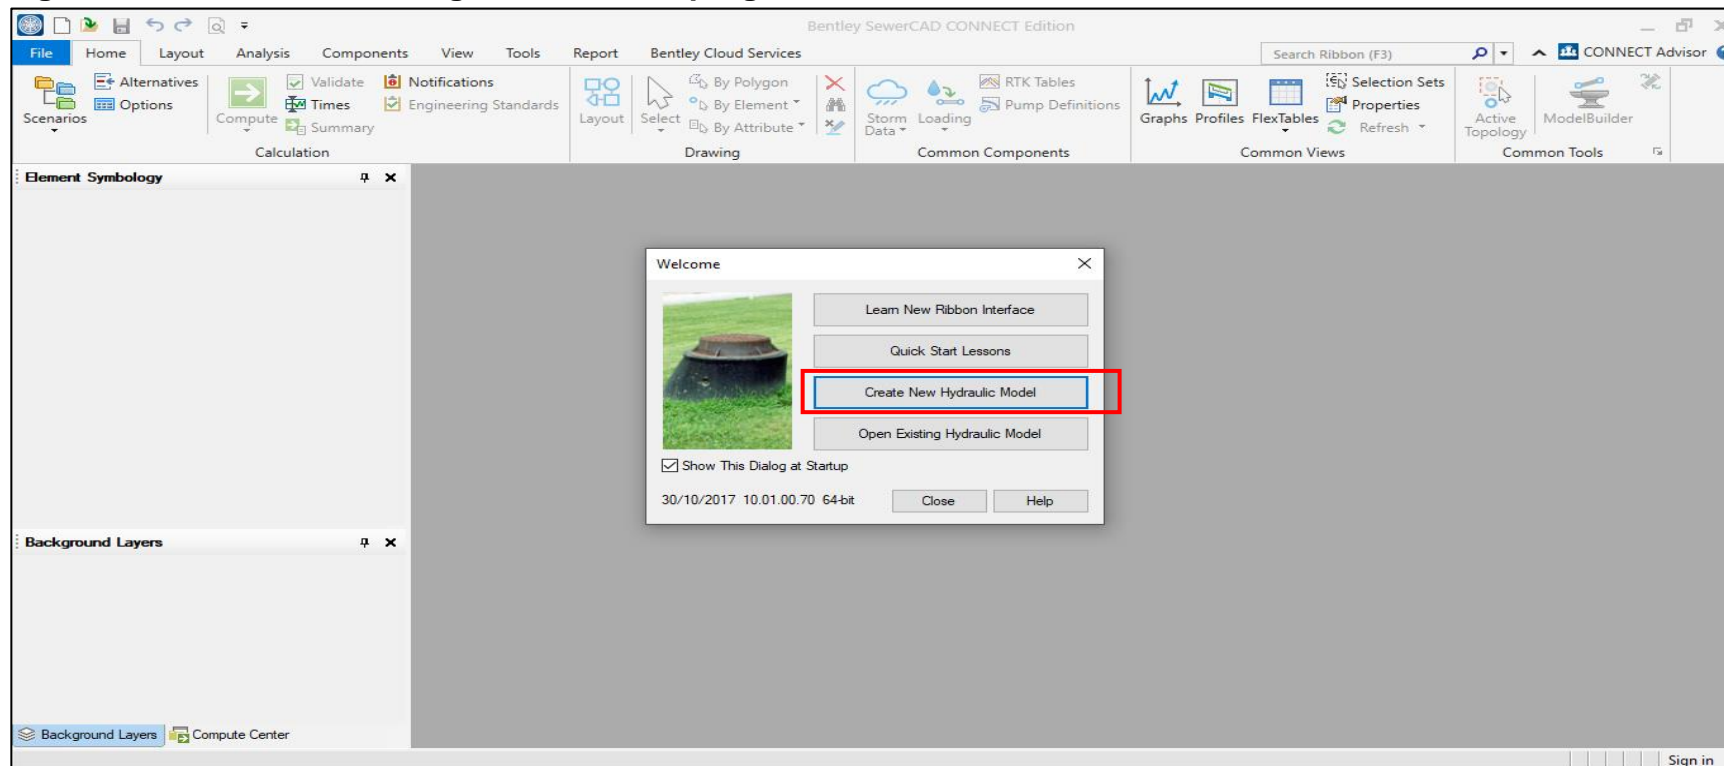 Bentley SewerCAD CONNECT Edition
File Home Layout Analysis Components View Tools Report Bentley Cloud Services Search Ribbon (F3) CONNECT Advisor
Scenarios
Alternatives
Options
Compute
Validate
Times
Summary
Notifications
Engineering Standards
Calculation
Layout
Select
By Polygon
By Element
By Attribute
Drawing
Storm Data
Loading
RTK Tables
Pump Definitions
Common Components
Graphs Profiles FlexTables
Selection Sets
Properties
Refresh
Common Views
Active Topology
ModelBuilder
Common Tools
Element Symbology
Welcome
Learn New Ribbon Interface
Quick Start Lessons
Create New Hydraulic Model
Open Existing Hydraulic Model
Show This Dialog at Startup
30/10/2017 10.01.00.70 64-bit Close Help
Background Layers
Background Layers Compute Center
Sign in